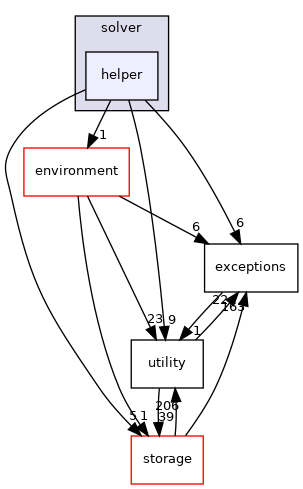 solver
helper
1
environment
6
6
exceptions
22
1
163
23
9
utility
206
39
5
1
storage